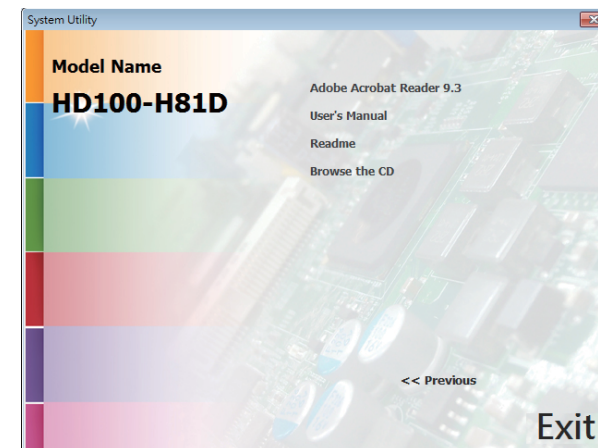 System Utility
Model Name
HD100-H81D
Adobe Acrobat Reader 9.3
User's Manual
Readme
Browse the CD
<< Previous
Exit